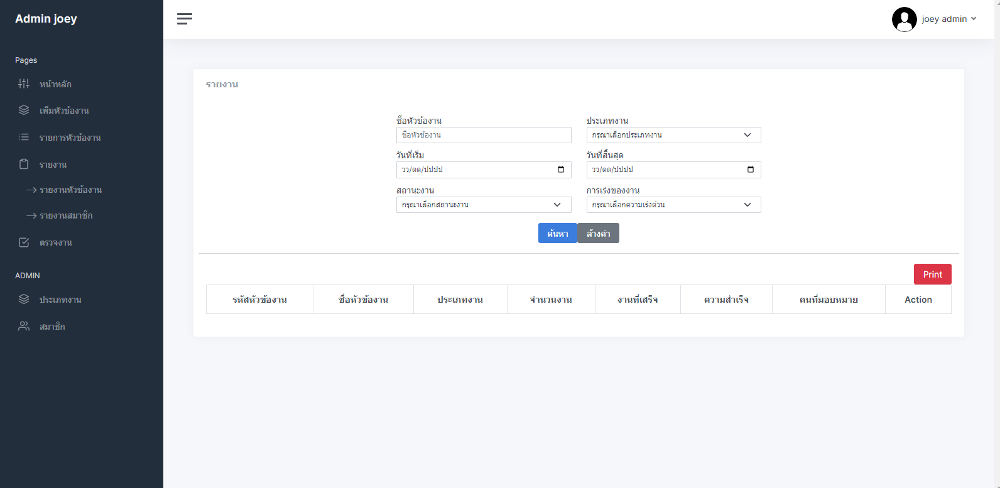 Admin joey
joey admin
Pages
หน้าหลัก
เพิ่มหัวข้องาน
รายการหัวข้องาน
รายงาน
รายงานหัวข้องาน
รายงานสมาชิก
ตรวจงาน
ADMIN
ประเภทงาน
สมาชิก
รายงาน
ชื่อหัวข้องาน ประเภทงาน
ชื่อหัวข้องาน กรุณาเลือกประเภทงาน
วันที่เริ่ม วันที่สิ้นสุด
วว/ดด/ปปปป วว/ดด/ปปปป
สถานะงาน การเร่งของงาน
กรุณาเลือกสถานะงาน กรุณาเลือกความเร่งด่วน
ค้นหา ล้างค่า
Print
รหัสหัวข้องาน ชื่อหัวข้องาน ประเภทงาน จำนวนงาน งานที่เสร็จ ความสำเร็จ คนที่มอบหมาย Action